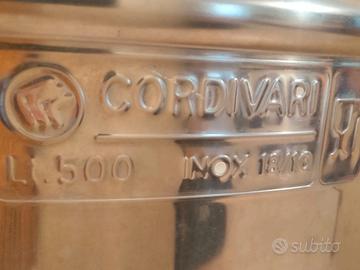 CORDIVARI
Lt. 500 INOX 18/10
subito